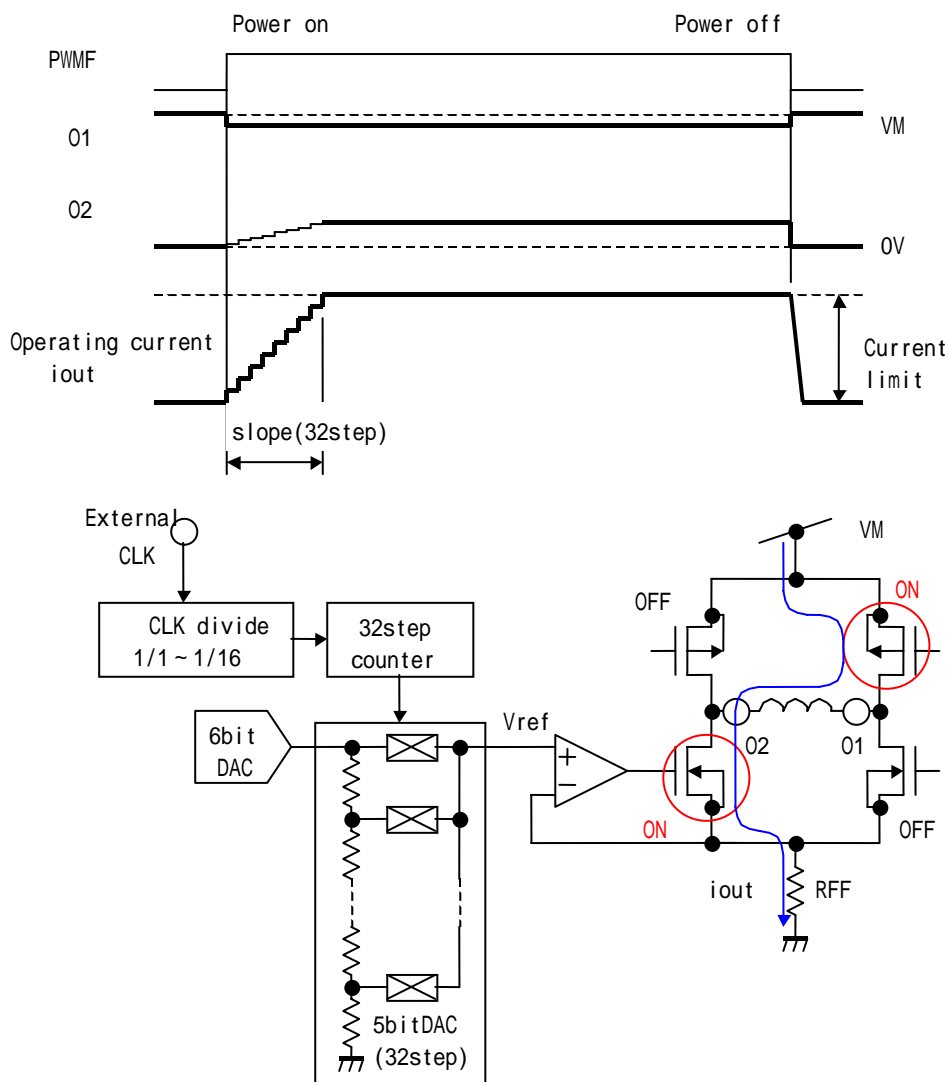 Power on
Power off
PWMF
O1
VM
O2
0V
Operating current
iout
Current
limit
slope(32step)
External
CLK
VM
OFF
ON
CLK divide
1/1 ~ 1/16
32step
counter
6bit
DAC
Vref
+
−
O2
O1
ON
OFF
iout
RFF
5bitDAC
(32step)